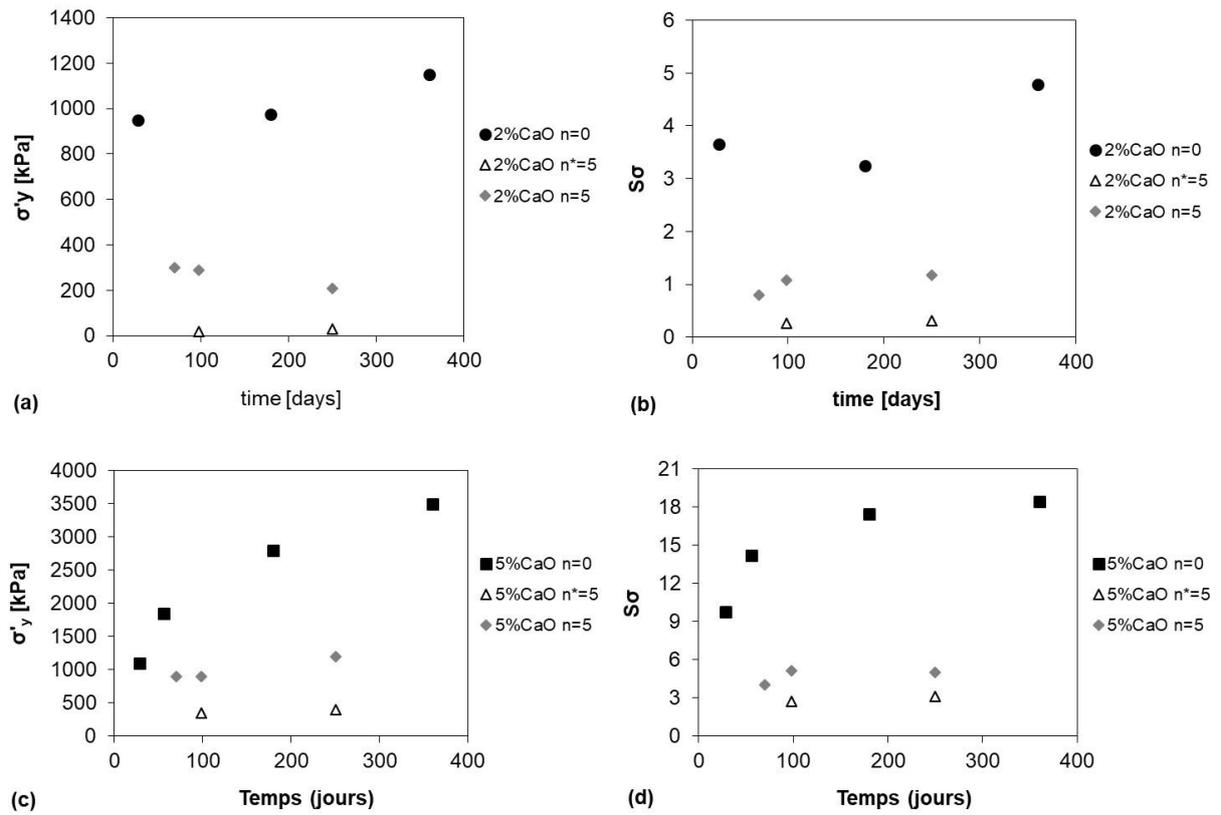 1400
1200
1000
800
600
400
200
0
σ'y [kPa]
0 100 200 300 400
time [days]
(a)
2%CaO n=0
2%CaO n*=5
2%CaO n=5
6
5
4
3
2
1
0
Sσ
0 100 200 300 400
time [days]
(b)
2%CaO n=0
2%CaO n*=5
2%CaO n=5
4000
3500
3000
2500
2000
1500
1000
500
0
σ'y [kPa]
0 100 200 300 400
Temps (jours)
(c)
5%CaO n=0
5%CaO n*=5
5%CaO n=5
21
18
15
12
9
6
3
0
Sσ
0 100 200 300 400
Temps (jours)
(d)
5%CaO n=0
5%CaO n*=5
5%CaO n=5